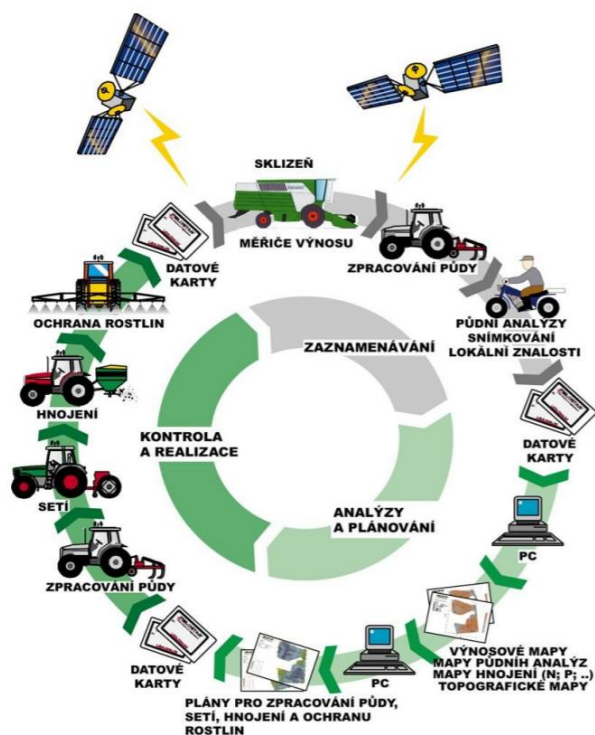 SKLIZEŇ
MĚŘIČE VÝNOSU
ZPRACOVÁNÍ PŮDY
PŮDNÍ ANALÝZY
SNÍMKOVÁNÍ
LOKÁLNÍ ZNALOSTI
DATOVÉ
KARTY
PC
VÝNOSOVÉ MAPY
MAPY PŮDNÍH ANALÝZ
MAPY HNOJENÍ (N; P; ..)
TOPOGRAFICKÉ MAPY
PC
PLÁNY PRO ZPRACOVÁNÍ PŮDY,
SETÍ, HNOJENÍ A OCHRANU
ROSTLIN
DATOVÉ
KARTY
ZPRACOVÁNÍ PŮDY
SETÍ
HNOJENÍ
OCHRANA ROSTLIN
DATOVÉ
KARTY
ZAZNAMENÁVÁNÍ
ANALÝZY
A PLÁNOVÁNÍ
KONTROLA
A REALIZACE